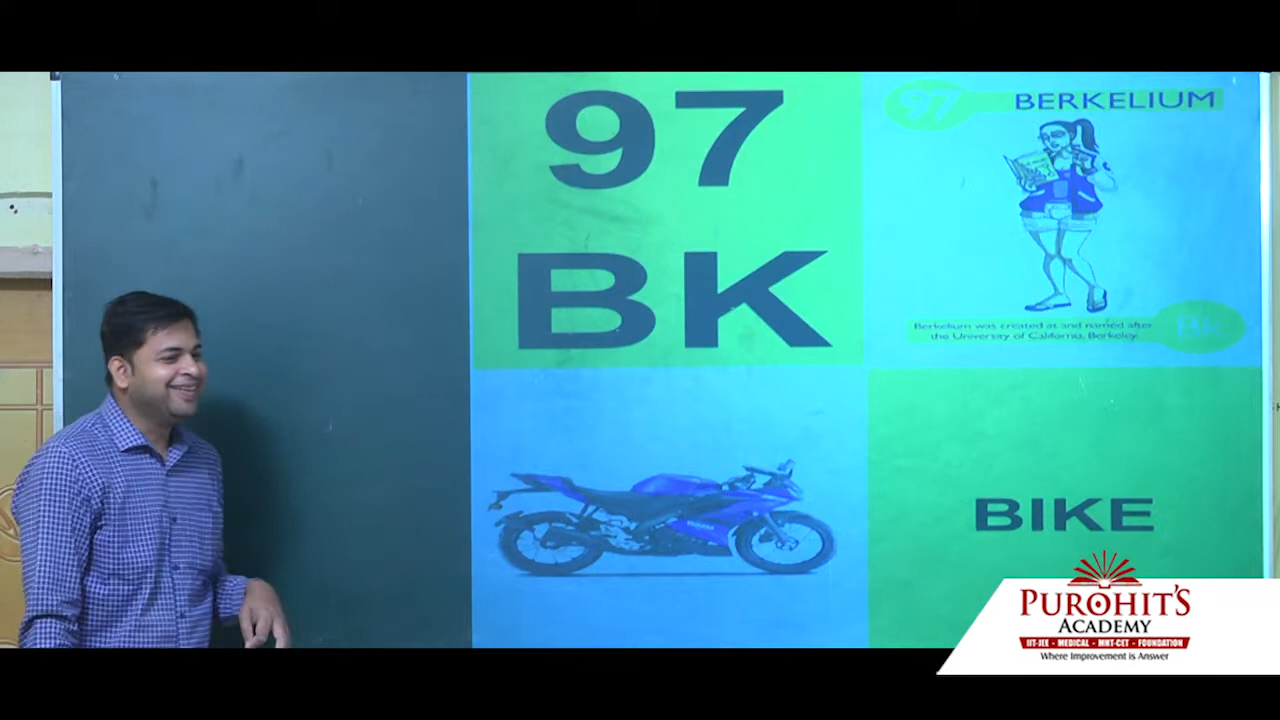 97
BK
97
BERKELIUM
Berkelium was created at and named after
the University of California, Berkeley.
Bk
BIKE
PUROHIT'S
ACADEMY
IIT-JEE - MEDICAL - MHT-CET - FOUNDATION
Where Improvement is Answer